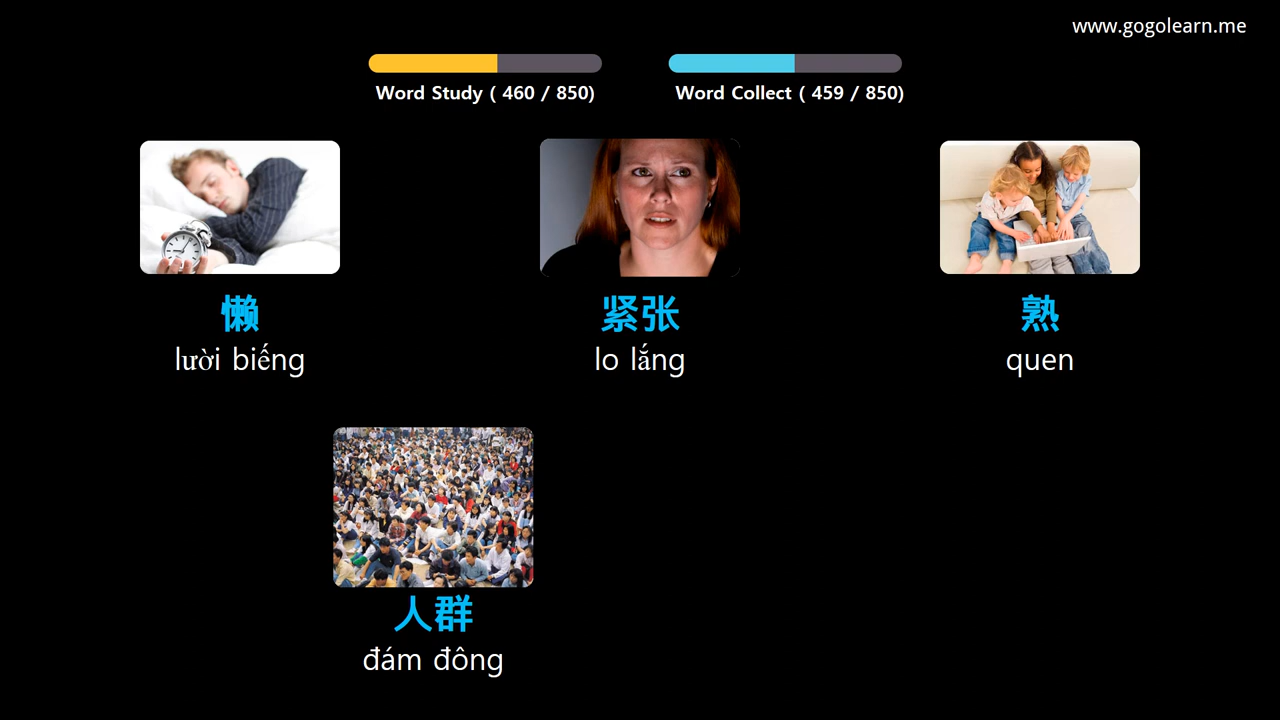 www.gogolearn.me
Word Study ( 460 / 850)
Word Collect ( 459 / 850)
懒
lười biếng
紧张
lo lắng
熟
quen
人群
đám đông